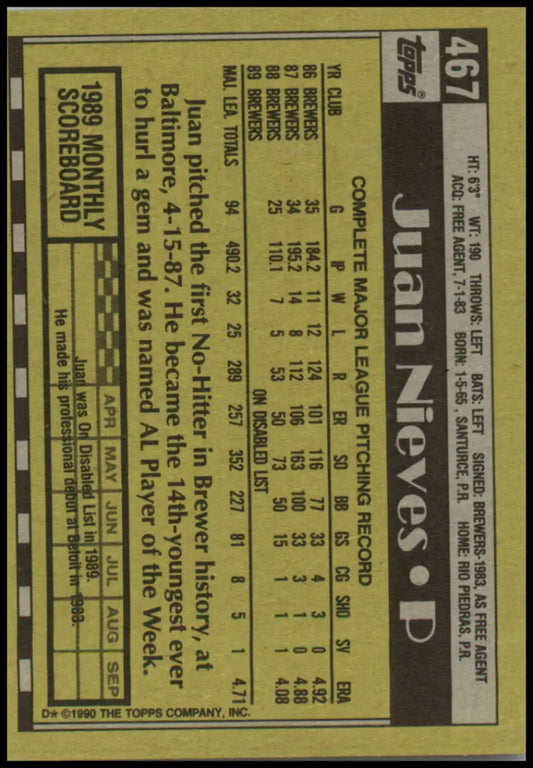 467
HT: 6'3" WT: 190 THROWS: LEFT BATS: LEFT SIGNED: BREWERS-1983, AS FREE AGENT
ACQ: FREE AGENT, 7-1-83 BORN: 1-5-65, SANTURCE, P.R. HOME: RIO PIEDRAS, P.R.
TOPPS®
Juan Nieves • P
COMPLETE MAJOR LEAGUE PITCHING RECORD
YR CLUB G IP W L R ER SO BB GS CG SHO SV ERA
86 BREWERS 35 184.2 11 12 124 101 116 77 33 4 3 0 4.92
87 BREWERS 34 195.2 14 8 112 106 163 100 33 3 1 0 4.88
88 BREWERS 25 110.1 7 5 53 50 73 50 15 1 1 1 4.08
89 BREWERS ON DISABLED LIST
MAJ. LEA. TOTALS 94 490.2 32 25 289 257 352 227 81 8 5 1 4.71
Juan pitched the first No-Hitter in Brewer history, at
Baltimore, 4-15-87. He became the 14th-youngest ever
to hurl a gem and was named AL Player of the Week.
1989 MONTHLY
SCOREBOARD
APR MAY JUN JUL AUG SEP
Juan was On Disabled List in 1989.
He made his professional debut at Beloit in 1983.
D* ©1990 THE TOPPS COMPANY, INC.